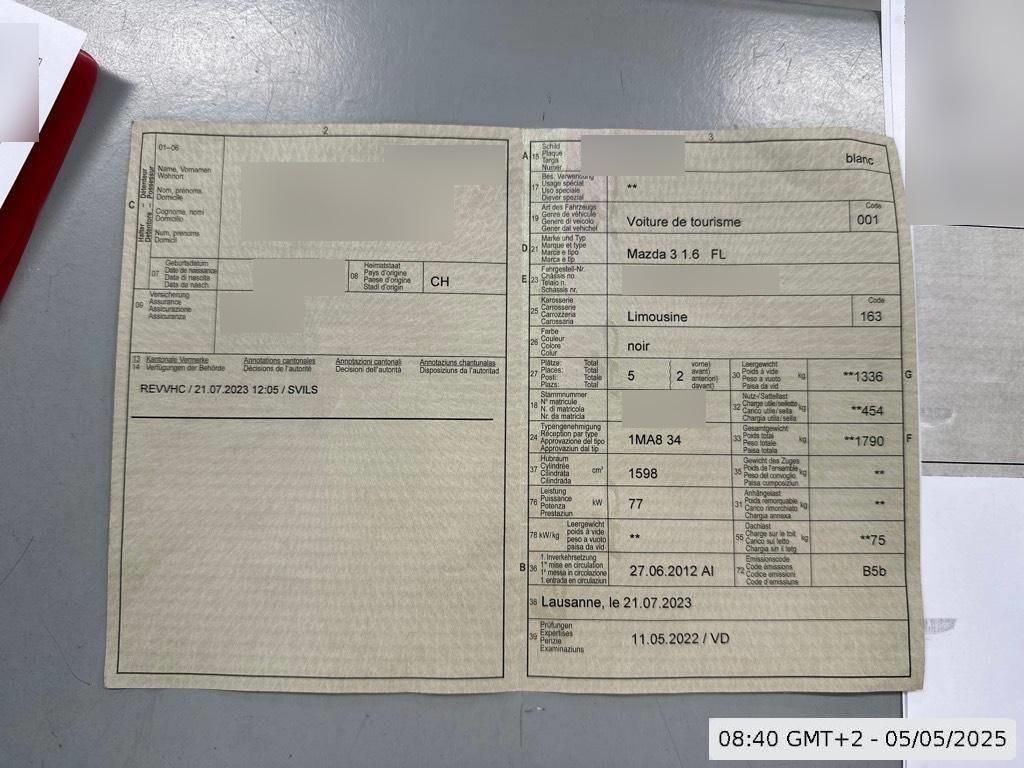 2
01–06
Name, Vornamen
Wohnort
Nom, prénoms
Domicile
Cognome, nomi
Domicilio
Num, prenoms
Domicil
C
Halter – Détenteur
Detentore – Possessur
07
Geburtsdatum
Date de naissance
Data di nascita
Data da nasch.
08
Heimatstaat
Pays d'origine
Paese d'origine
Stadi d'origin
CH
09
Versicherung
Assurance
Assicurazione
Assicuranza
13
14
Kantonale Vermerke
Verfügungen der Behörde
Annotations cantonales
Décisions de l'autorité
Annotazioni cantonali
Decisioni dell'autorità
Annotaziuns chantunalas
Disposiziuns da l'autoritad
REVVHC / 21.07.2023 12:05 / SVILS
3
A 15
Schild
Plaque
Targa
Numer
blanc
17
Bes. Verwendung
Usage spécial
Uso speciale
Diever spezial
**
19
Art des Fahrzeugs
Genre de véhicule
Genere di veicolo
Gener dal vehichel
Voiture de tourisme
Code
001
D 21
Marke und Typ
Marque et type
Marca e tipo
Marca e tip
Mazda 3 1.6 FL
E 23
Fahrgestell-Nr.
Châssis no
Telaio n.
Schassis nr.
25
Karosserie
Carrosserie
Carrozzeria
Carossaria
Limousine
Code
163
26
Farbe
Couleur
Colore
Colur
noir
27
Plätze: Total
Places: Total
Posti: Totale
Plazs: Total
5
2
vorne)
avant)
anteriori)
davant)
30
Leergewicht
Poids à vide
Peso a vuoto
Paisa da vid
kg
**1336
G
18
Stammnummer
N° matricule
N. di matricola
Nr. da matricla
32
Nutz-/Sattellast
Charge utile/sellette
Carico utile/sella
Chargia utila/sella
kg
**454
24
Typengenehmigung
Réception par type
Approvazione del tipo
Approvaziun dal tip
1MA8 34
33
Gesamtgewicht
Poids total
Peso totale
Paisa totala
kg
**1790
F
37
Hubraum
Cylindrée
Cilindrata
Cilindrada
cm³
1598
35
Gewicht des Zuges
Poids de l'ensemble
Peso del convoglio
Paisa cumposiziun
kg
**
76
Leistung
Puissance
Potenza
Prestaziun
kW
77
31
Anhängelast
Poids remorquable
Carico rimorchiato
Chargia annexa
kg
**
78 kW/kg
Leergewicht
poids à vide
peso a vuoto
paisa da vid
**
55
Dachlast
Charge sur le toit
Carico sul tetto
Chargia sin il tetg
kg
**75
B 36
1. Inverkehrsetzung
1re mise en circulation
1a messa in circolazione
1. entrada en circulaziun
27.06.2012 AI
72
Emissionscode
Code émissions
Codice emissioni
Code d'emissiuns
B5b
38 Lausanne, le 21.07.2023
39
Prüfungen
Expertises
Perizie
Examinaziuns
11.05.2022 / VD
08:40 GMT+2 - 05/05/2025